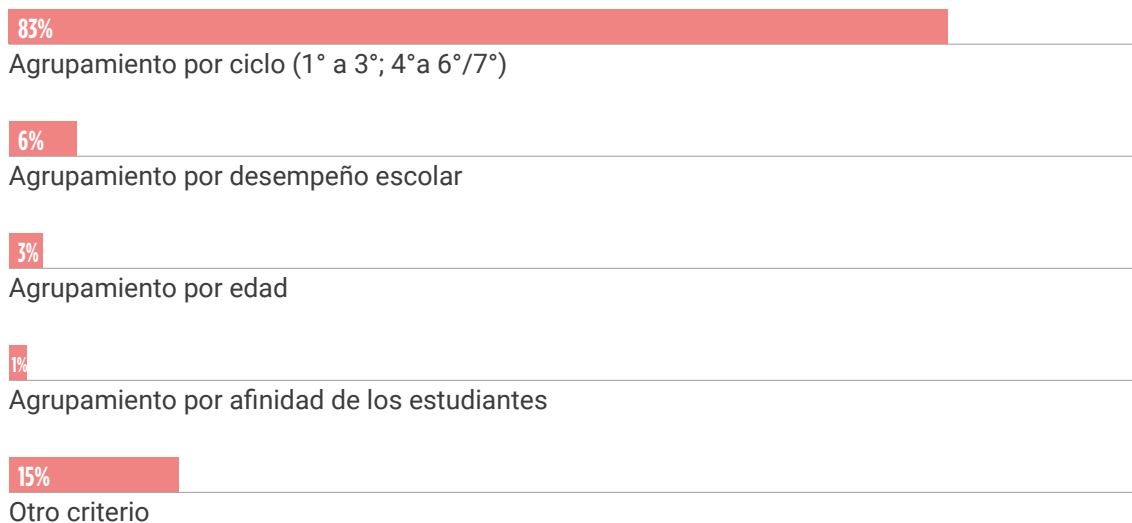 83%
Agrupamiento por ciclo (1° a 3°; 4°a 6°/7°)
6%
Agrupamiento por desempeño escolar
3%
Agrupamiento por edad
1%
Agrupamiento por afinidad de los estudiantes
15%
Otro criterio